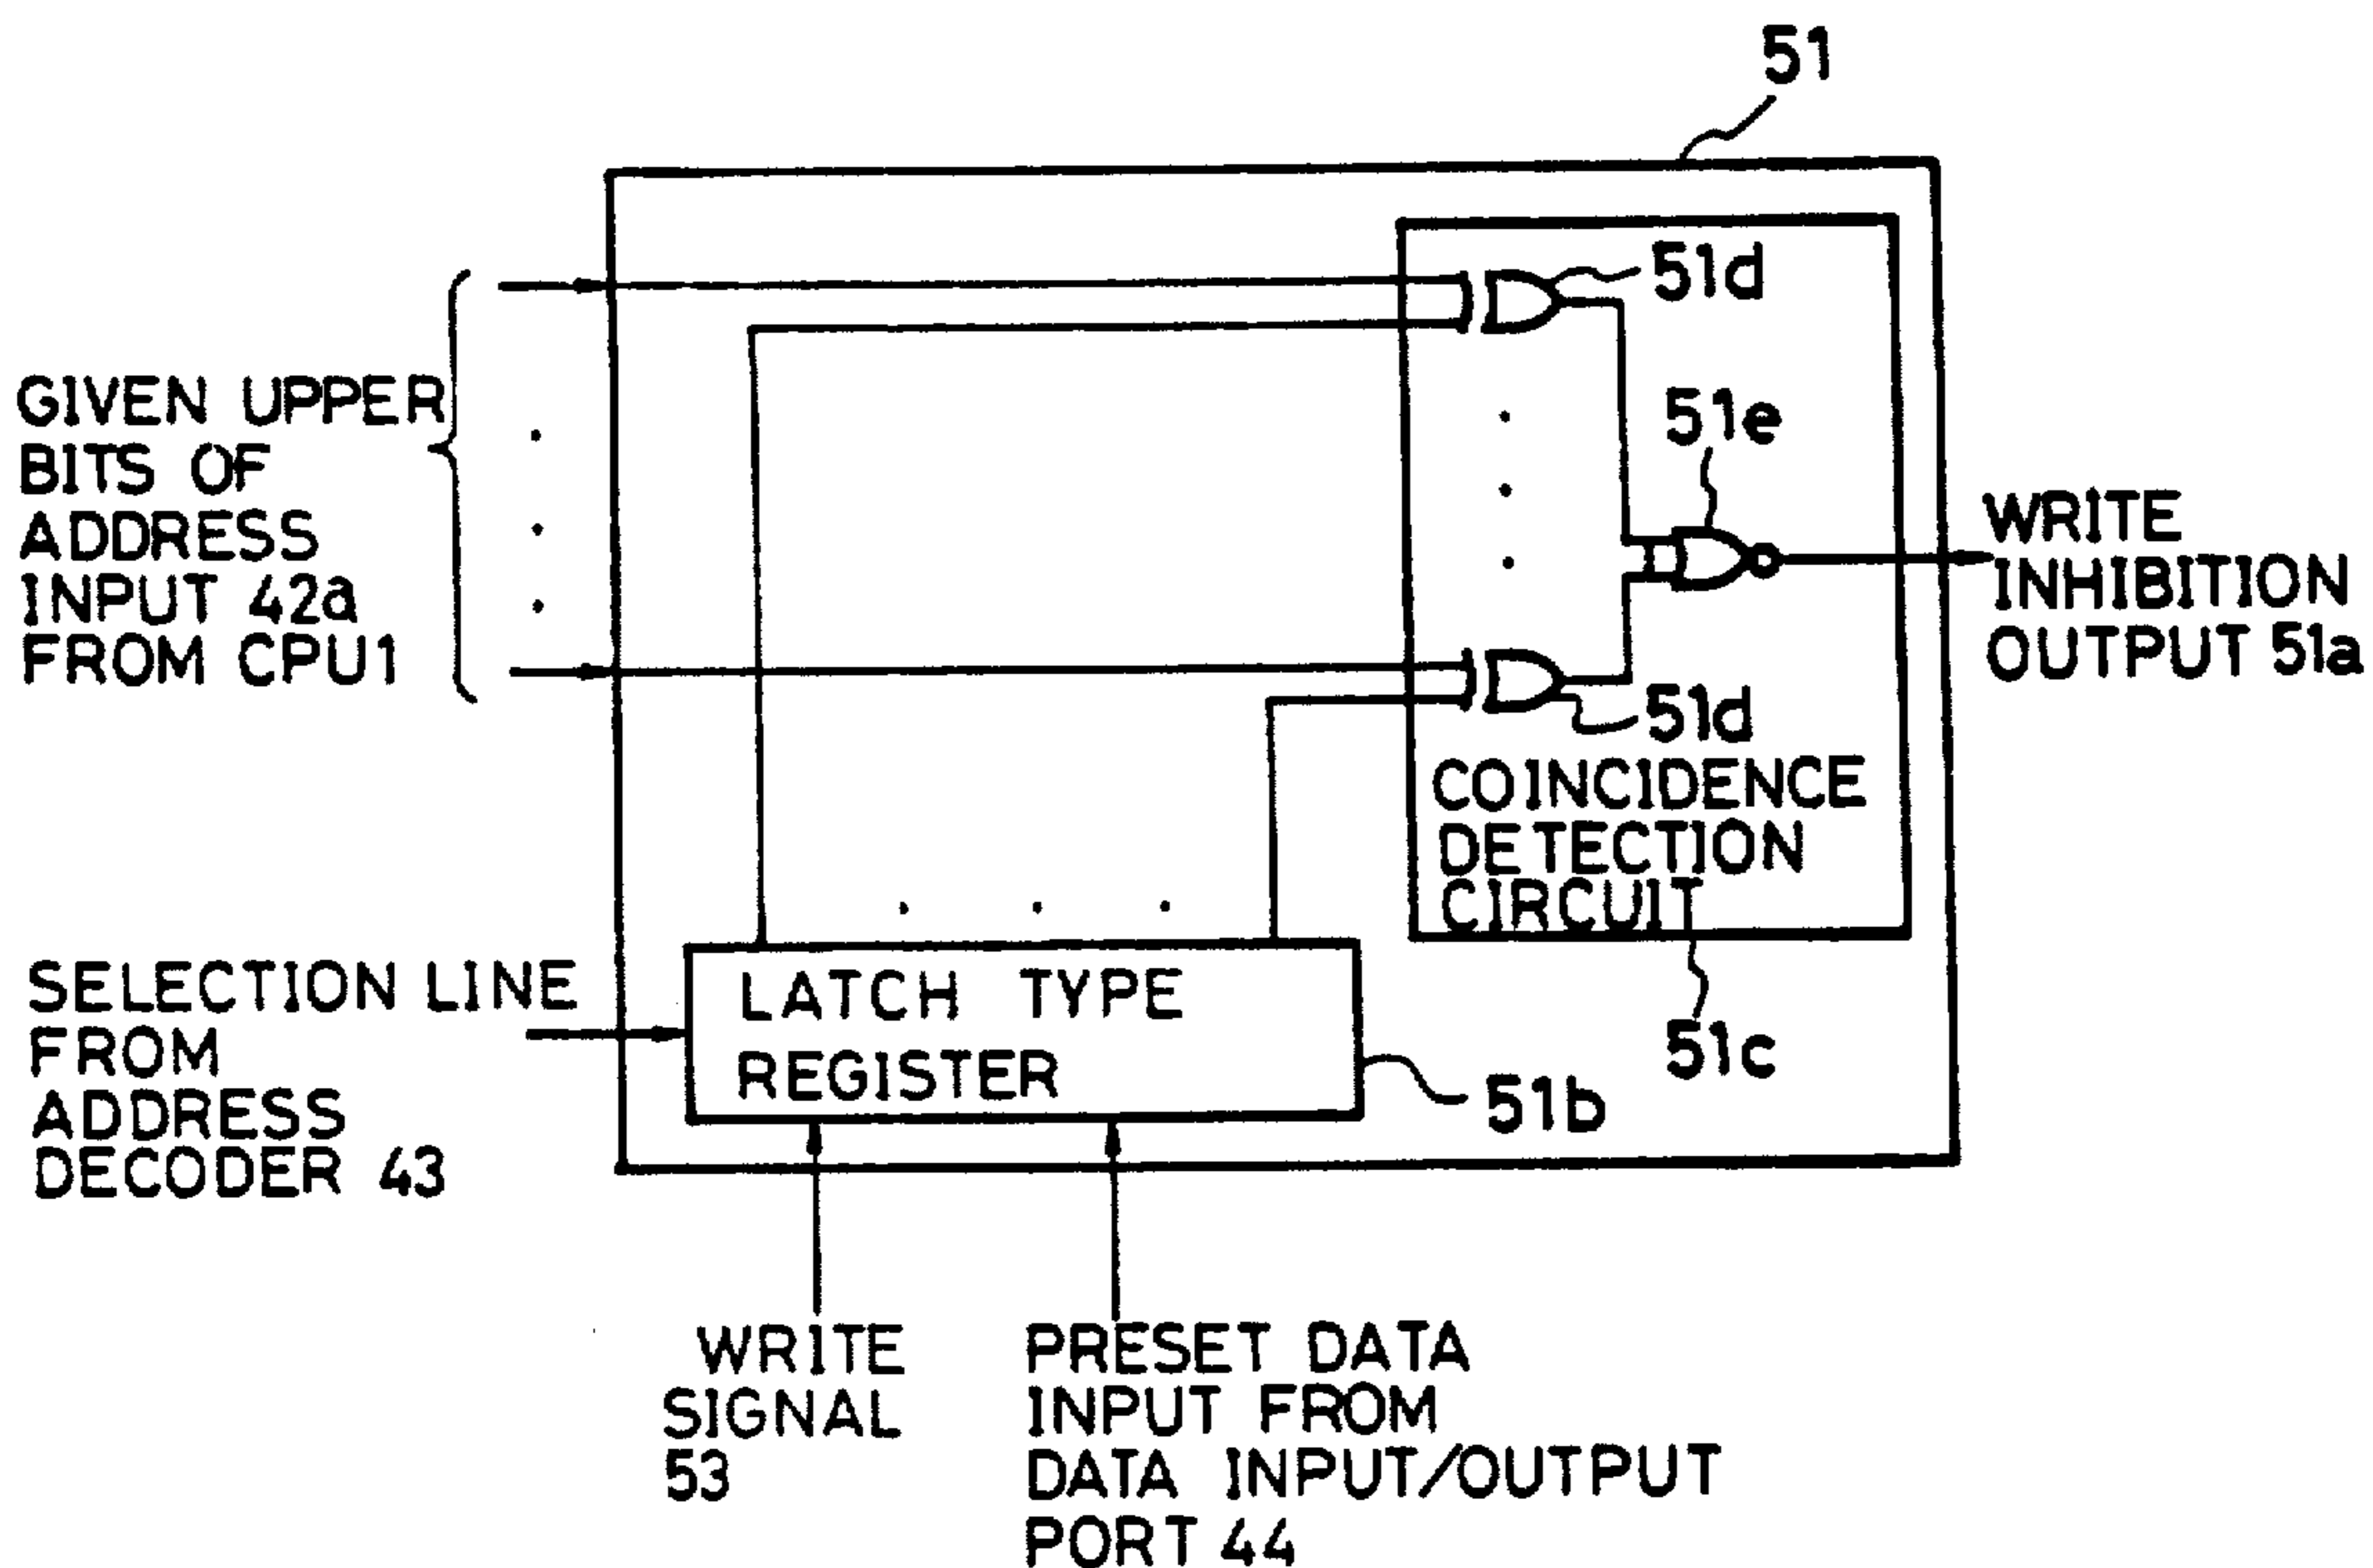 51
51d
GIVEN UPPER
BITS OF
ADDRESS
INPUT 42a
FROM CPU1
51e
WRITE
INHIBITION
OUTPUT 51a
51d
COINCIDENCE
DETECTION
CIRCUIT
51c
SELECTION LINE
FROM
ADDRESS
DECODER 43
LATCH TYPE
REGISTER
51b
WRITE
SIGNAL
53
PRESET DATA
INPUT FROM
DATA INPUT/OUTPUT
PORT 44